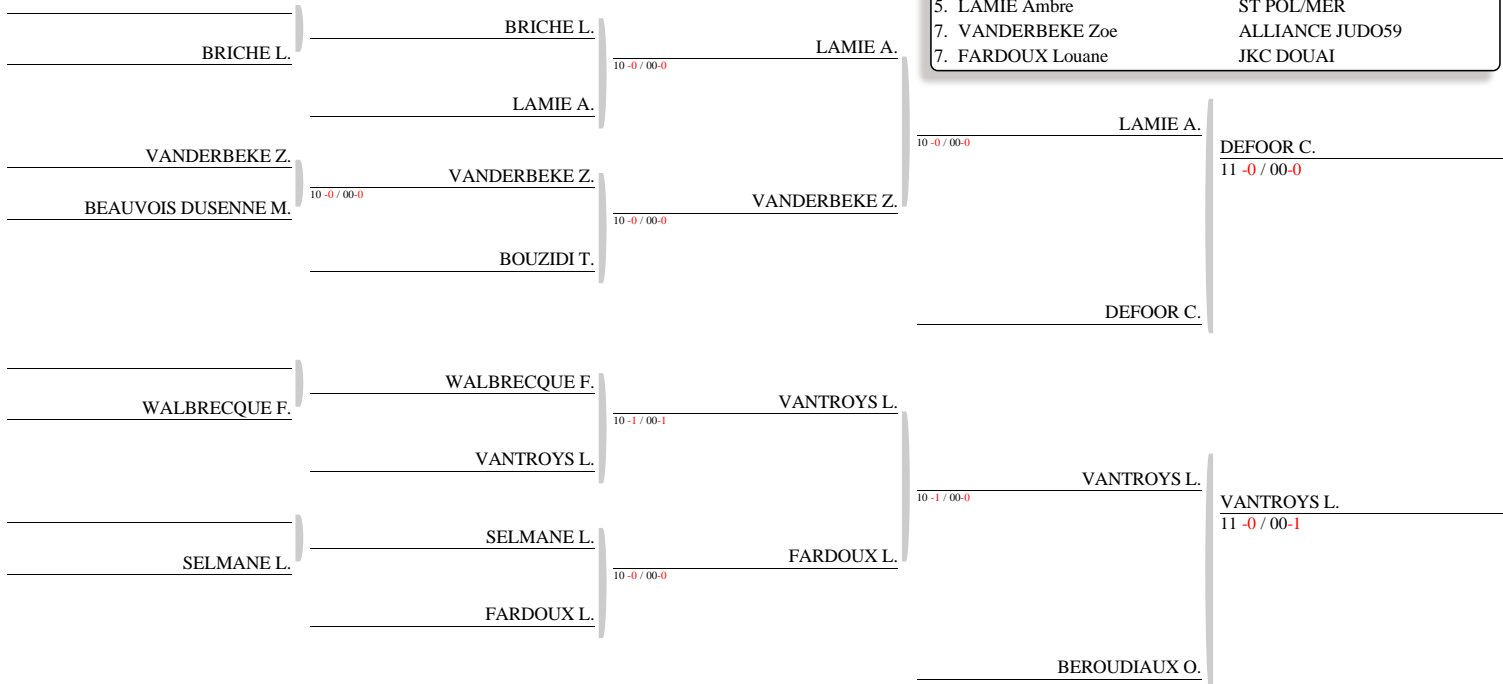 5. LAMIE Ambre ST POL/MER
7. VANDERBEKE Zoe ALLIANCE JUDO59
7. FARDOUX Louane JKC DOUAI
BRICHE L.
BRICHE L.
LAMIE A.
10 -0 / 00-0
LAMIE A.
LAMIE A.
10 -0 / 00-0
DEFOOR C.
11 -0 / 00-0
VANDERBEKE Z.
VANDERBEKE Z.
10 -0 / 00-0
BEAUVOIS DUSENNE M.
VANDERBEKE Z.
10 -0 / 00-0
BOUZIDI T.
DEFOOR C.
WALBRECQUE F.
WALBRECQUE F.
VANTROYS L.
10 -1 / 00-1
VANTROYS L.
VANTROYS L.
10 -1 / 00-0
VANTROYS L.
11 -0 / 00-1
SELMANE L.
SELMANE L.
FARDOUX L.
10 -0 / 00-0
FARDOUX L.
BEROUDIAUX O.